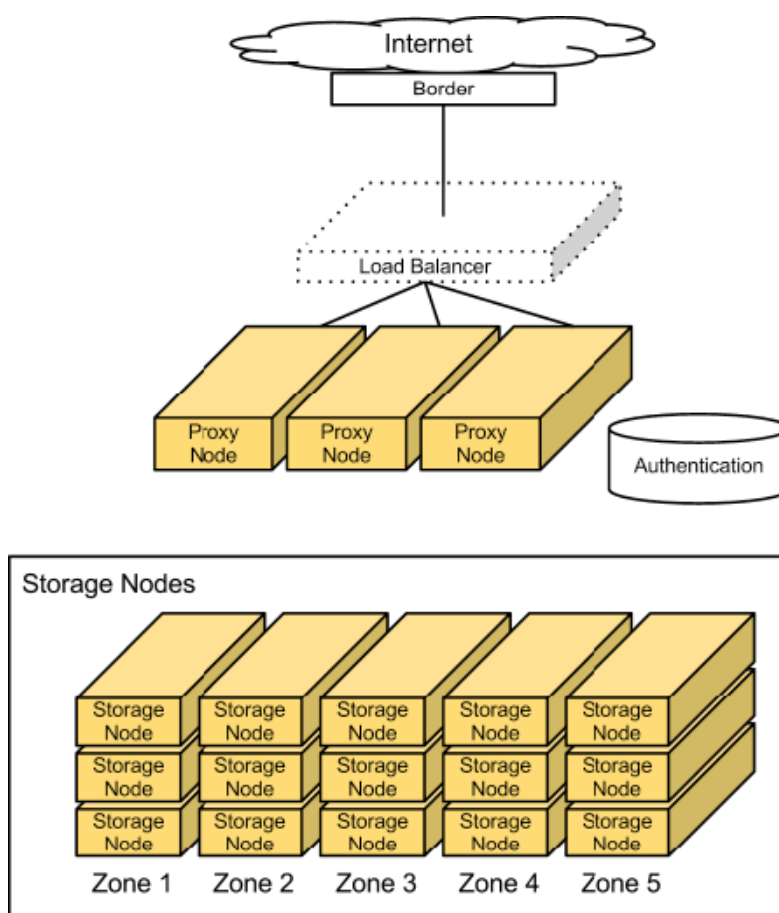 Internet
Border
Load Balancer
Proxy
Node
Proxy
Node
Proxy
Node
Authentication
Storage Nodes
Storage
Node
Storage
Node
Storage
Node
Storage
Node
Storage
Node
Storage
Node
Storage
Node
Storage
Node
Storage
Node
Storage
Node
Storage
Node
Storage
Node
Storage
Node
Storage
Node
Storage
Node
Zone 1
Zone 2
Zone 3
Zone 4
Zone 5